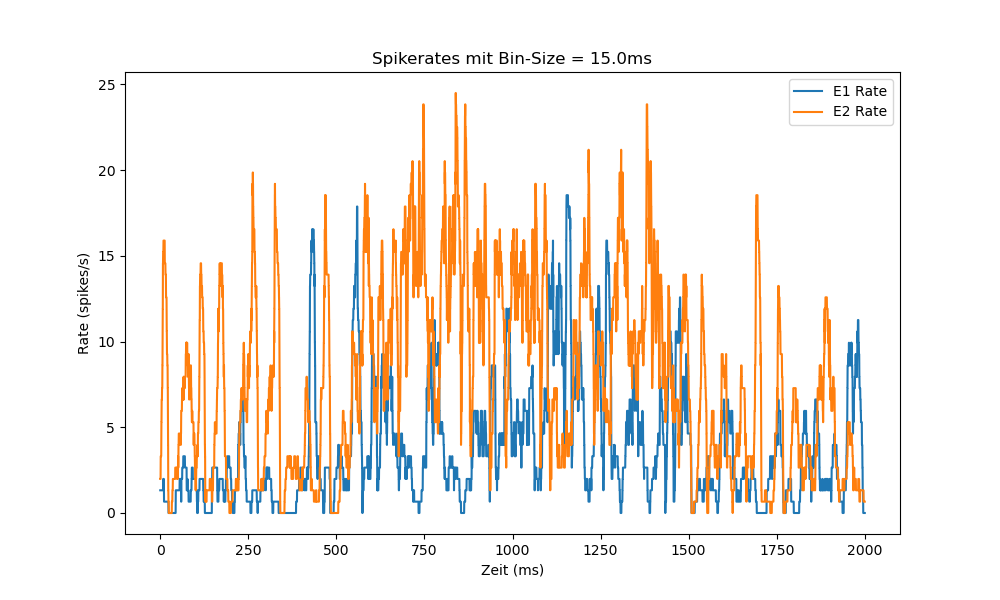 Spikerates mit Bin-Size = 15.0ms
E1 Rate
E2 Rate
25
20
15
10
5
0
Rate (spikes/s)
0 250 500 750 1000 1250 1500 1750 2000
Zeit (ms)